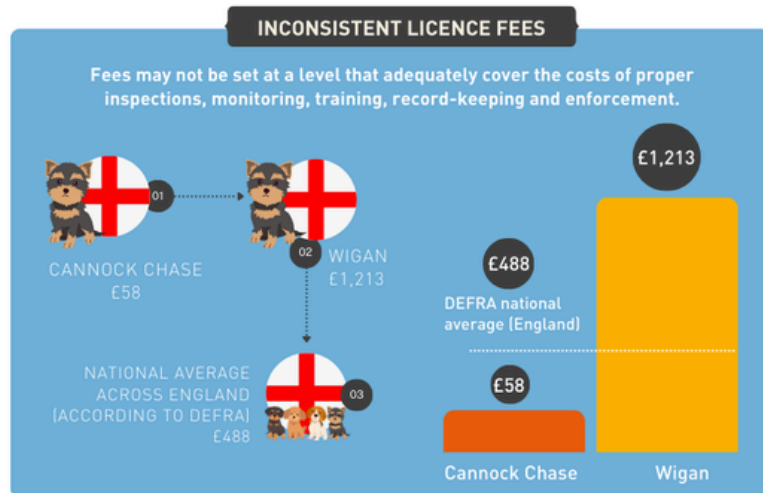 INCONSISTENT LICENCE FEES
Fees may not be set at a level that adequately cover the costs of proper
inspections, monitoring, training, record-keeping and enforcement.
01
CANNOCK CHASE
£58
02
WIGAN
£1,213
NATIONAL AVERAGE
ACROSS ENGLAND
(ACCORDING TO DEFRA)
£488
03
£1,213
£488
DEFRA national
average (England)
£58
Cannock Chase
Wigan